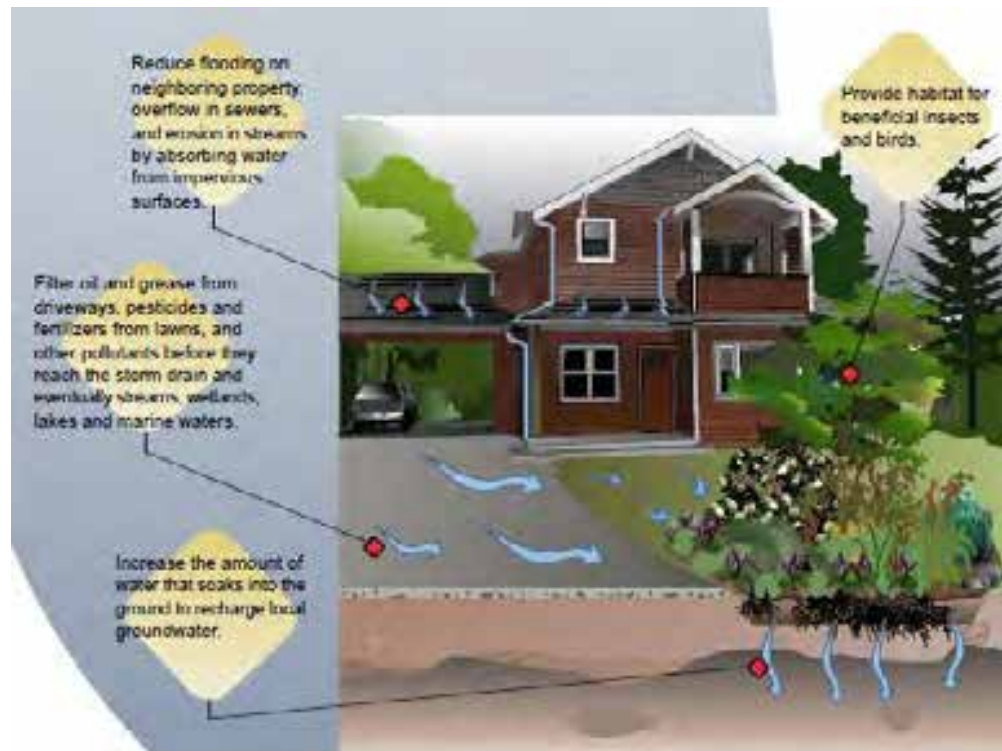 Reduce flooding on
neighboring property,
overflow in sewers,
and erosion in streams
by absorbing water
from impervious
surfaces.
Provide habitat for
beneficial insects
and birds.
Filter oil and grease from
driveways, pesticides and
fertilizers from lawns, and
other pollutants before they
reach the storm drain and
eventually streams, wetlands,
lakes and marine waters.
Increase the amount of
water that soaks into the
ground to recharge local
groundwater.